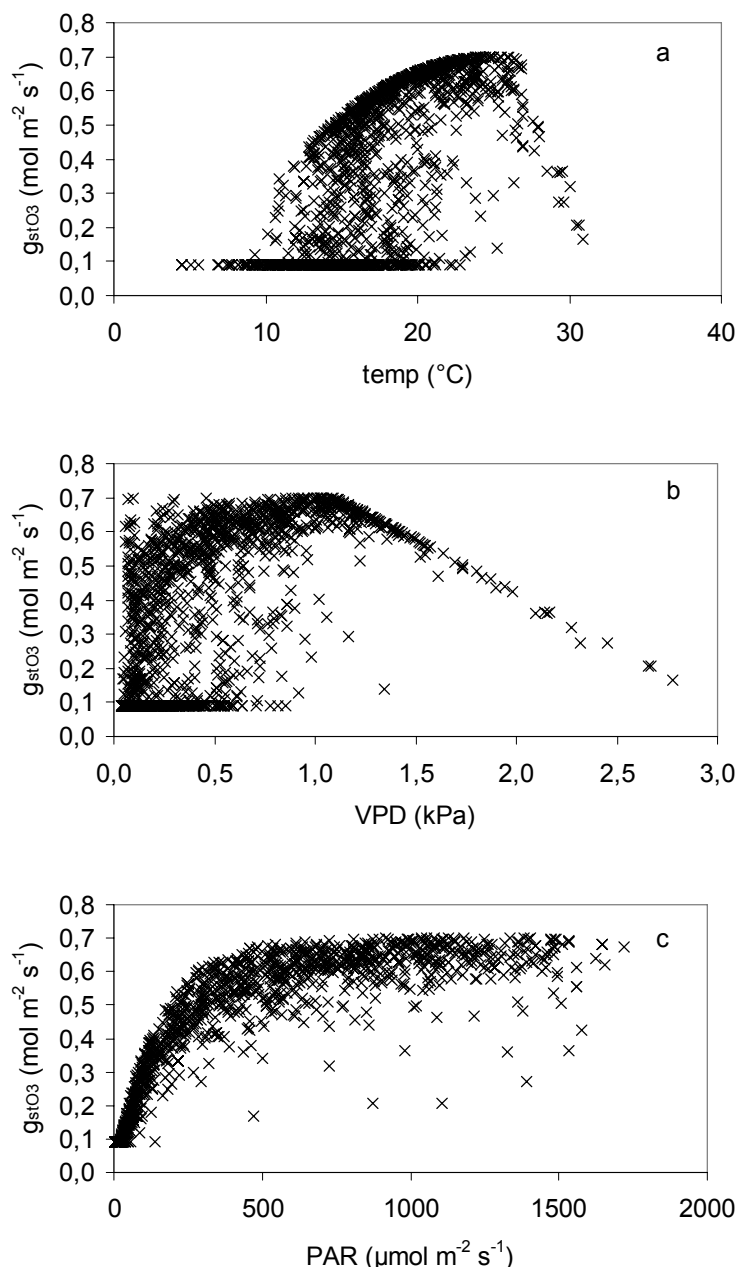 a
0,8
0,7
0,6
0,5
0,4
0,3
0,2
0,1
0,0
g_stO3 (mol m⁻² s⁻¹)
0 10 20 30 40
temp (°C)
b
0,8
0,7
0,6
0,5
0,4
0,3
0,2
0,1
0,0
g_stO3 (mol m⁻² s⁻¹)
0,0 0,5 1,0 1,5 2,0 2,5 3,0
VPD (kPa)
c
0,8
0,7
0,6
0,5
0,4
0,3
0,2
0,1
0,0
g_stO3 (mol m⁻² s⁻¹)
0 500 1000 1500 2000
PAR (µmol m⁻² s⁻¹)